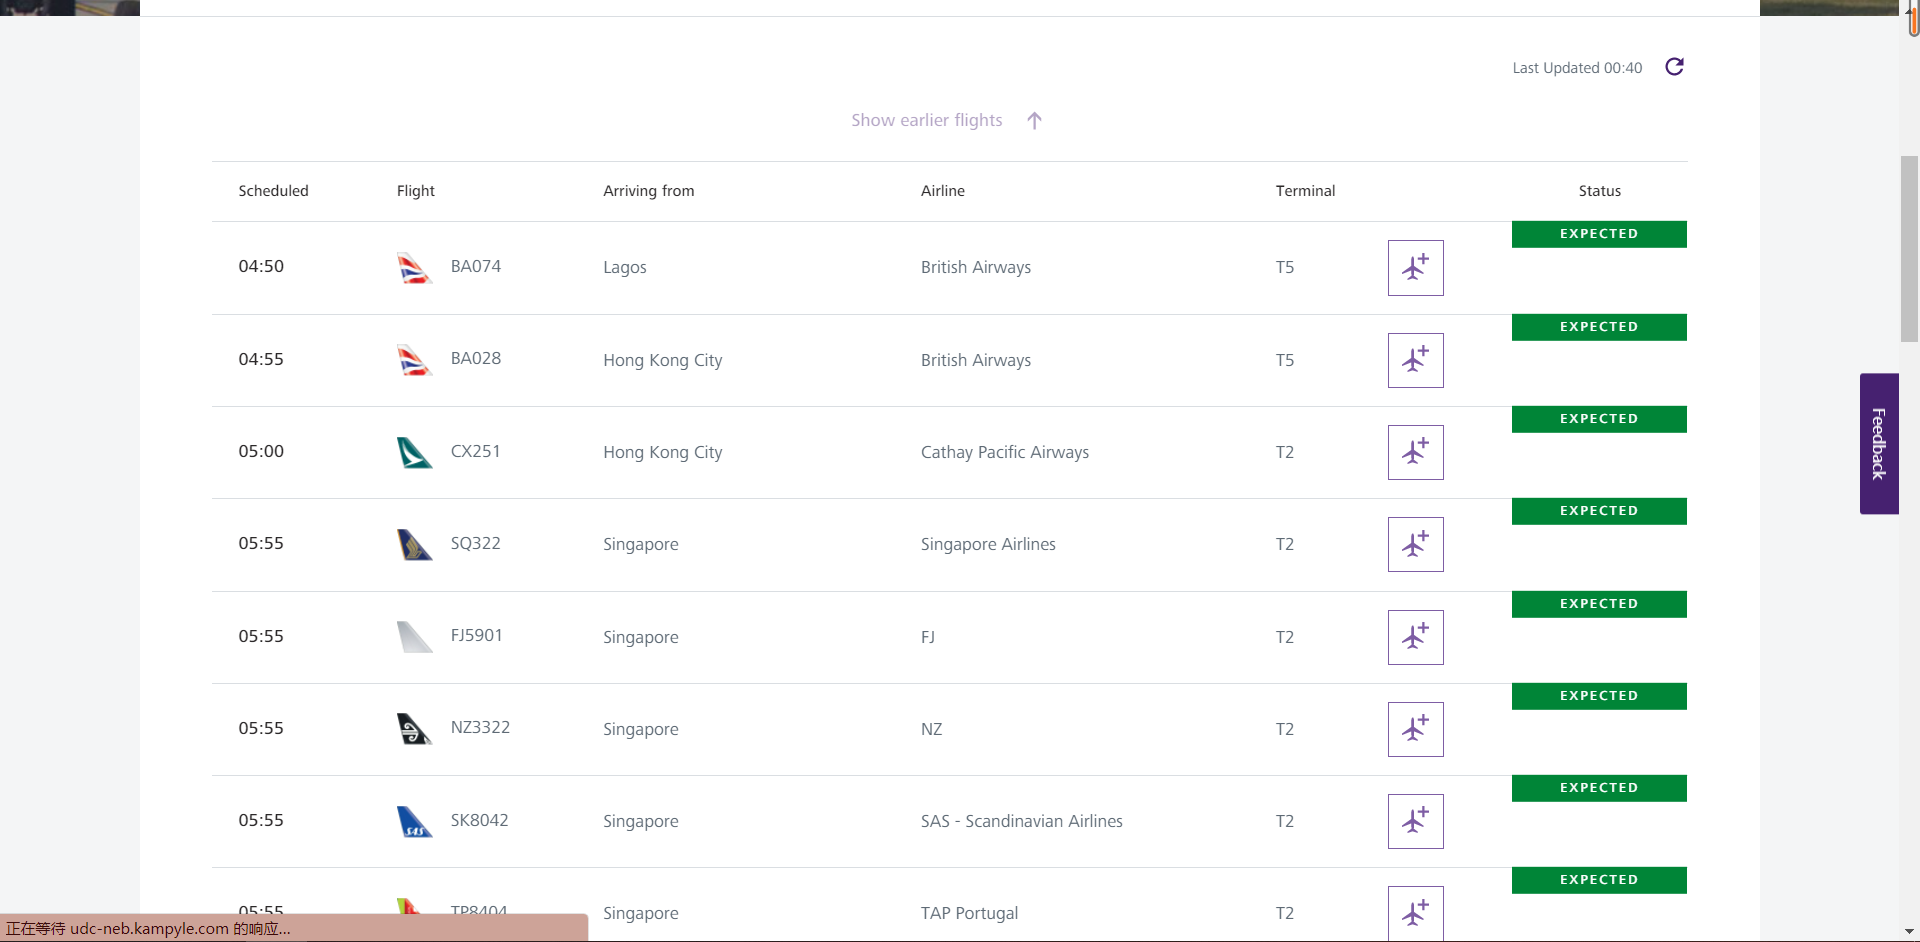 Last Updated 00:40
Show earlier flights
Scheduled Flight Arriving from Airline Terminal Status
EXPECTED
04:50 BA074 Lagos British Airways T5
EXPECTED
04:55 BA028 Hong Kong City British Airways T5
EXPECTED
05:00 CX251 Hong Kong City Cathay Pacific Airways T2
EXPECTED
05:55 SQ322 Singapore Singapore Airlines T2
EXPECTED
05:55 FJ5901 Singapore FJ T2
EXPECTED
05:55 NZ3322 Singapore NZ T2
EXPECTED
05:55 SAS SK8042 Singapore SAS - Scandinavian Airlines T2
EXPECTED
05:55 TP8404 Singapore TAP Portugal T2
Feedback
正在等待 udc-neb.kampyle.com 的响应...